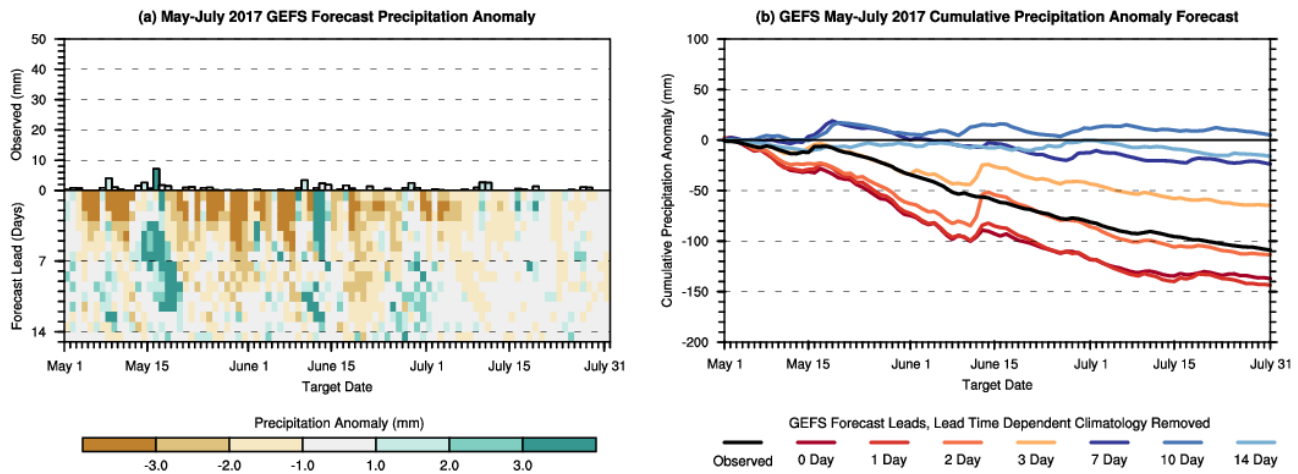 (a) May-July 2017 GEFS Forecast Precipitation Anomaly
50
40
30
20
10
0
Observed (mm)
7
14
Forecast Lead (Days)
May 1
May 15
June 1
June 15
July 1
July 15
July 31
Target Date
Precipitation Anomaly (mm)
-3.0
-2.0
-1.0
1.0
2.0
3.0
(b) GEFS May-July 2017 Cumulative Precipitation Anomaly Forecast
100
50
0
-50
-100
-150
-200
Cumulative Precipitation Anomaly (mm)
May 1
May 15
June 1
June 15
July 1
July 15
July 31
Target Date
GEFS Forecast Leads, Lead Time Dependent Climatology Removed
Observed
0 Day
1 Day
2 Day
3 Day
7 Day
10 Day
14 Day